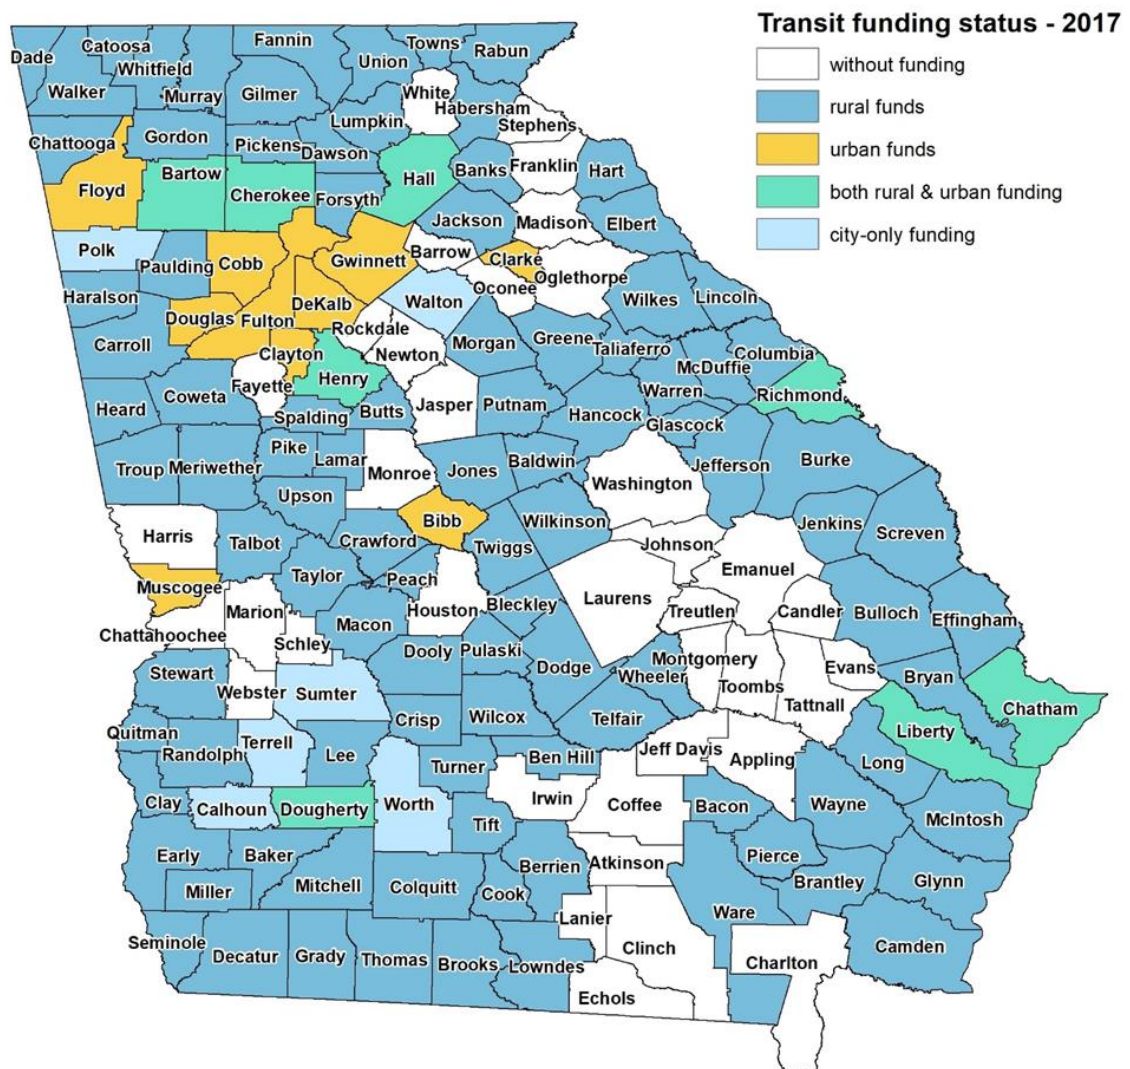 Transit funding status - 2017
without funding
rural funds
urban funds
both rural & urban funding
city-only funding
Dade
Catoosa
Whitfield
Walker
Murray
Fannin
Gilmer
Union
Towns
Rabun
White
Habersham
Stephens
Lumpkin
Chattooga
Gordon
Pickens
Dawson
Hall
Banks
Franklin
Hart
Floyd
Bartow
Cherokee
Forsyth
Jackson
Madison
Elbert
Polk
Paulding
Cobb
Gwinnett
Barrow
Clarke
Oglethorpe
Oconee
Haralson
Douglas
Fulton
DeKalb
Walton
Wilkes
Lincoln
Carroll
Clayton
Rockdale
Newton
Morgan
Greene
Taliaferro
McDuffie
Columbia
Fayette
Henry
Warren
Richmond
Heard
Coweta
Spalding
Butts
Jasper
Putnam
Hancock
Glascock
Troup
Meriwether
Pike
Lamar
Monroe
Jones
Baldwin
Washington
Jefferson
Burke
Upson
Harris
Talbot
Crawford
Bibb
Twiggs
Wilkinson
Johnson
Jenkins
Screven
Muscogee
Taylor
Peach
Houston
Bleckley
Laurens
Treutlen
Emanuel
Candler
Bulloch
Effingham
Chattahoochee
Marion
Schley
Macon
Dooly
Pulaski
Dodge
Wheeler
Montgomery
Toombs
Tattnall
Evans
Bryan
Chatham
Stewart
Webster
Sumter
Crisp
Wilcox
Telfair
Liberty
Quitman
Randolph
Terrell
Lee
Turner
Ben Hill
Jeff Davis
Appling
Long
Clay
Calhoun
Dougherty
Worth
Tift
Irwin
Coffee
Bacon
Wayne
McIntosh
Early
Baker
Miller
Mitchell
Colquitt
Cook
Berrien
Atkinson
Pierce
Brantley
Glynn
Seminole
Decatur
Grady
Thomas
Brooks
Lowndes
Lanier
Clinch
Echols
Ware
Charlton
Camden